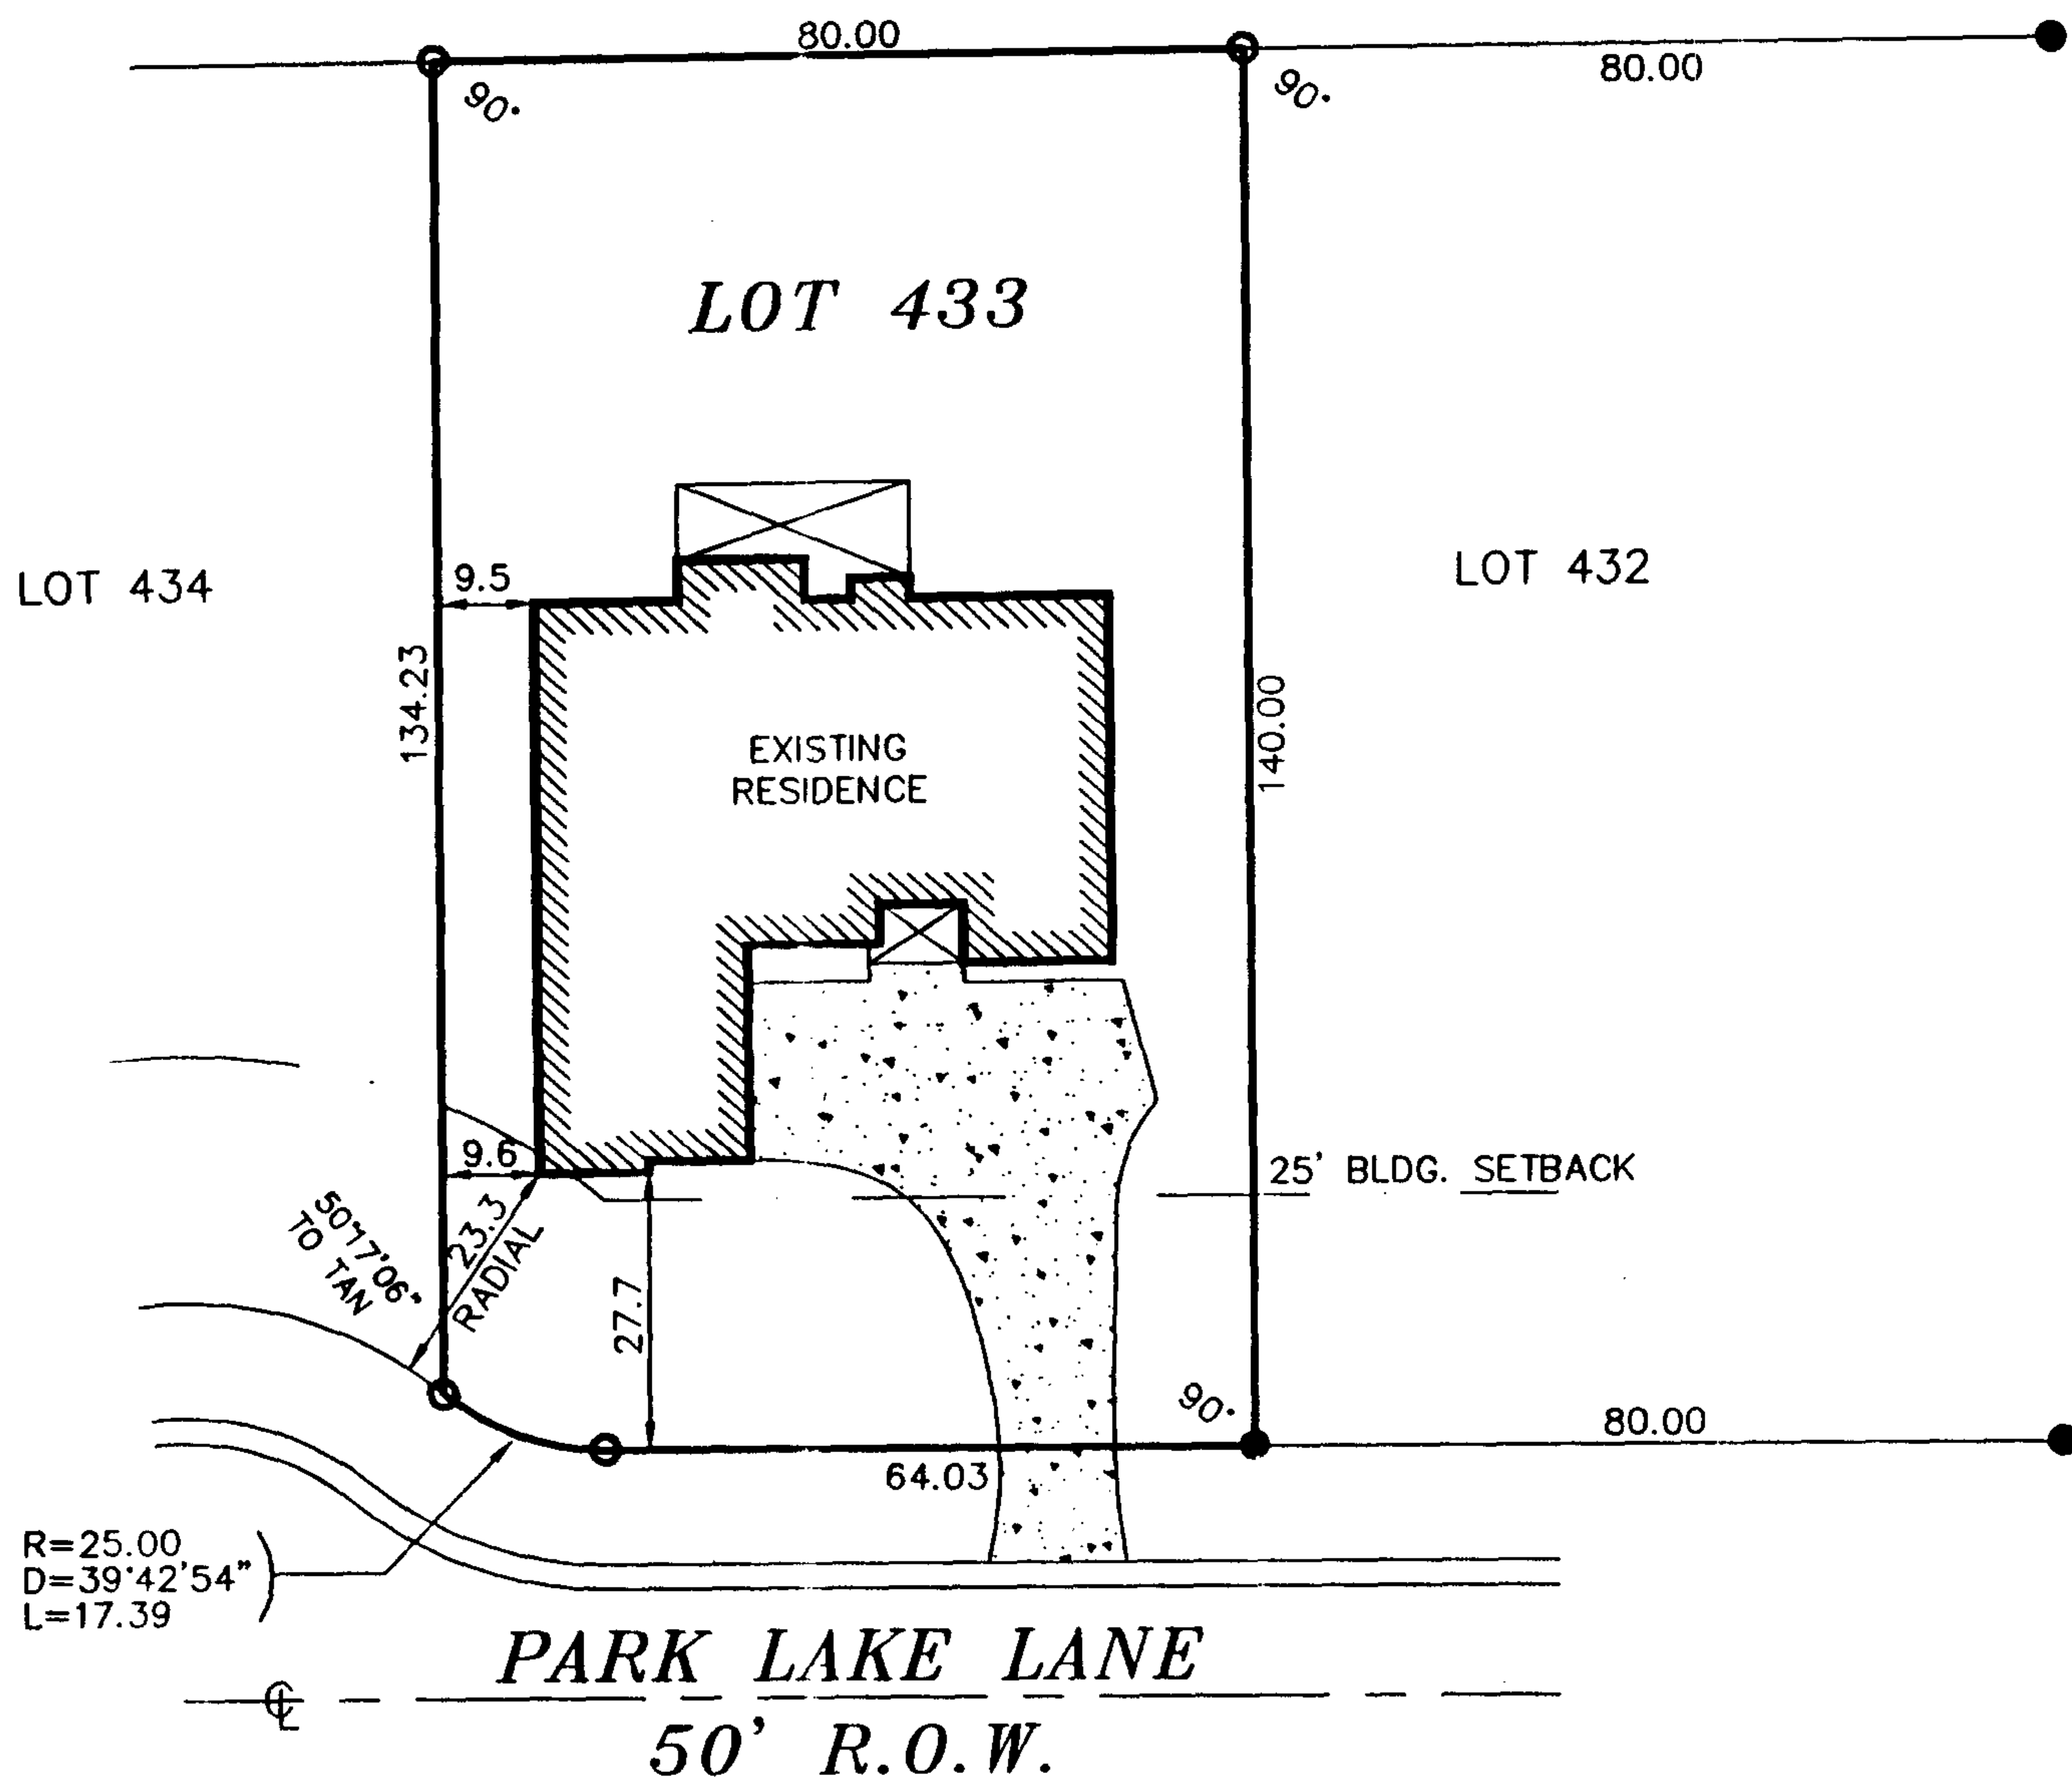 80.00
80.00
90°
90°
LOT 433
LOT 434
9.5
LOT 432
134.23
140.00
EXISTING
RESIDENCE
9.6
25' BLDG. SETBACK
50°17'06"
TO TAN
23.3
RADIAL
27.7
90°
80.00
64.03
R=25.00
D=39°42'54"
L=17.39
PARK LAKE LANE
℄
50' R.O.W.